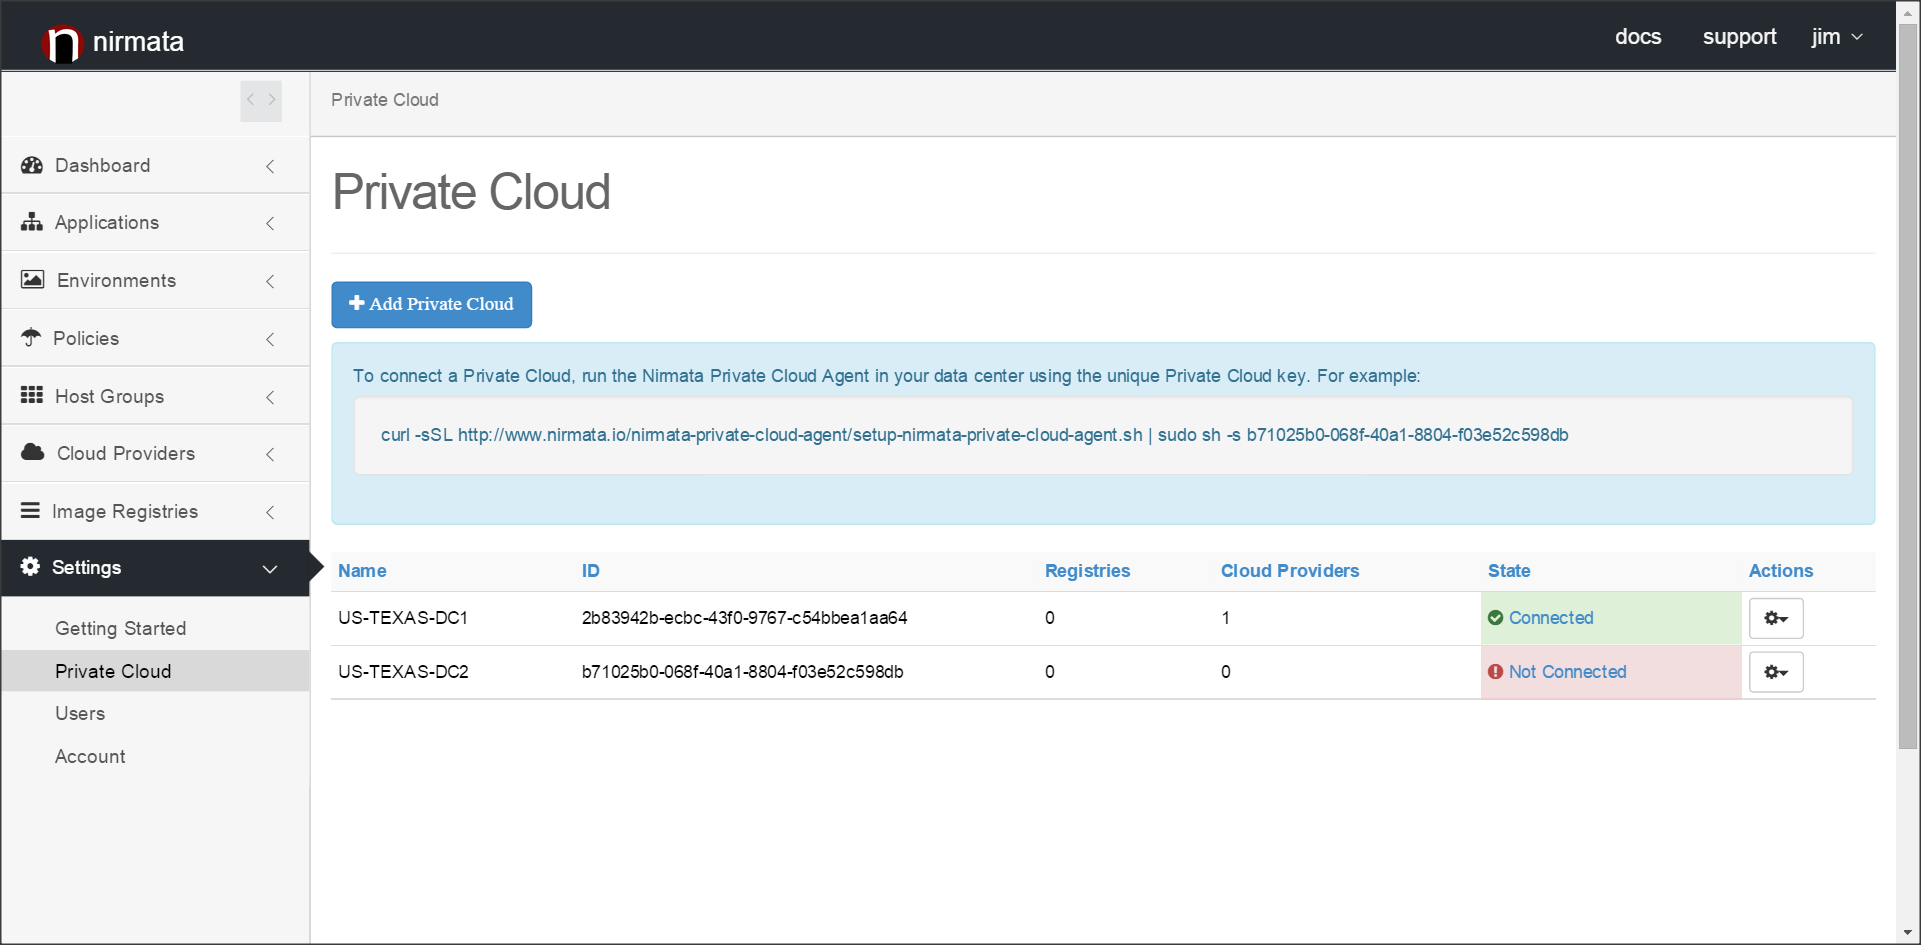 n nirmata
docs support jim
Private Cloud
Dashboard
Applications
Environments
Policies
Host Groups
Cloud Providers
Image Registries
Settings
Getting Started
Private Cloud
Users
Account
Private Cloud
Add Private Cloud
To connect a Private Cloud, run the Nirmata Private Cloud Agent in your data center using the unique Private Cloud key. For example:
curl -sSL http://www.nirmata.io/nirmata-private-cloud-agent/setup-nirmata-private-cloud-agent.sh | sudo sh -s b71025b0-068f-40a1-8804-f03e52c598db
Name ID Registries Cloud Providers State Actions
US-TEXAS-DC1 2b83942b-ecbc-43f0-9767-c54bbea1aa64 0 1 Connected
US-TEXAS-DC2 b71025b0-068f-40a1-8804-f03e52c598db 0 0 Not Connected